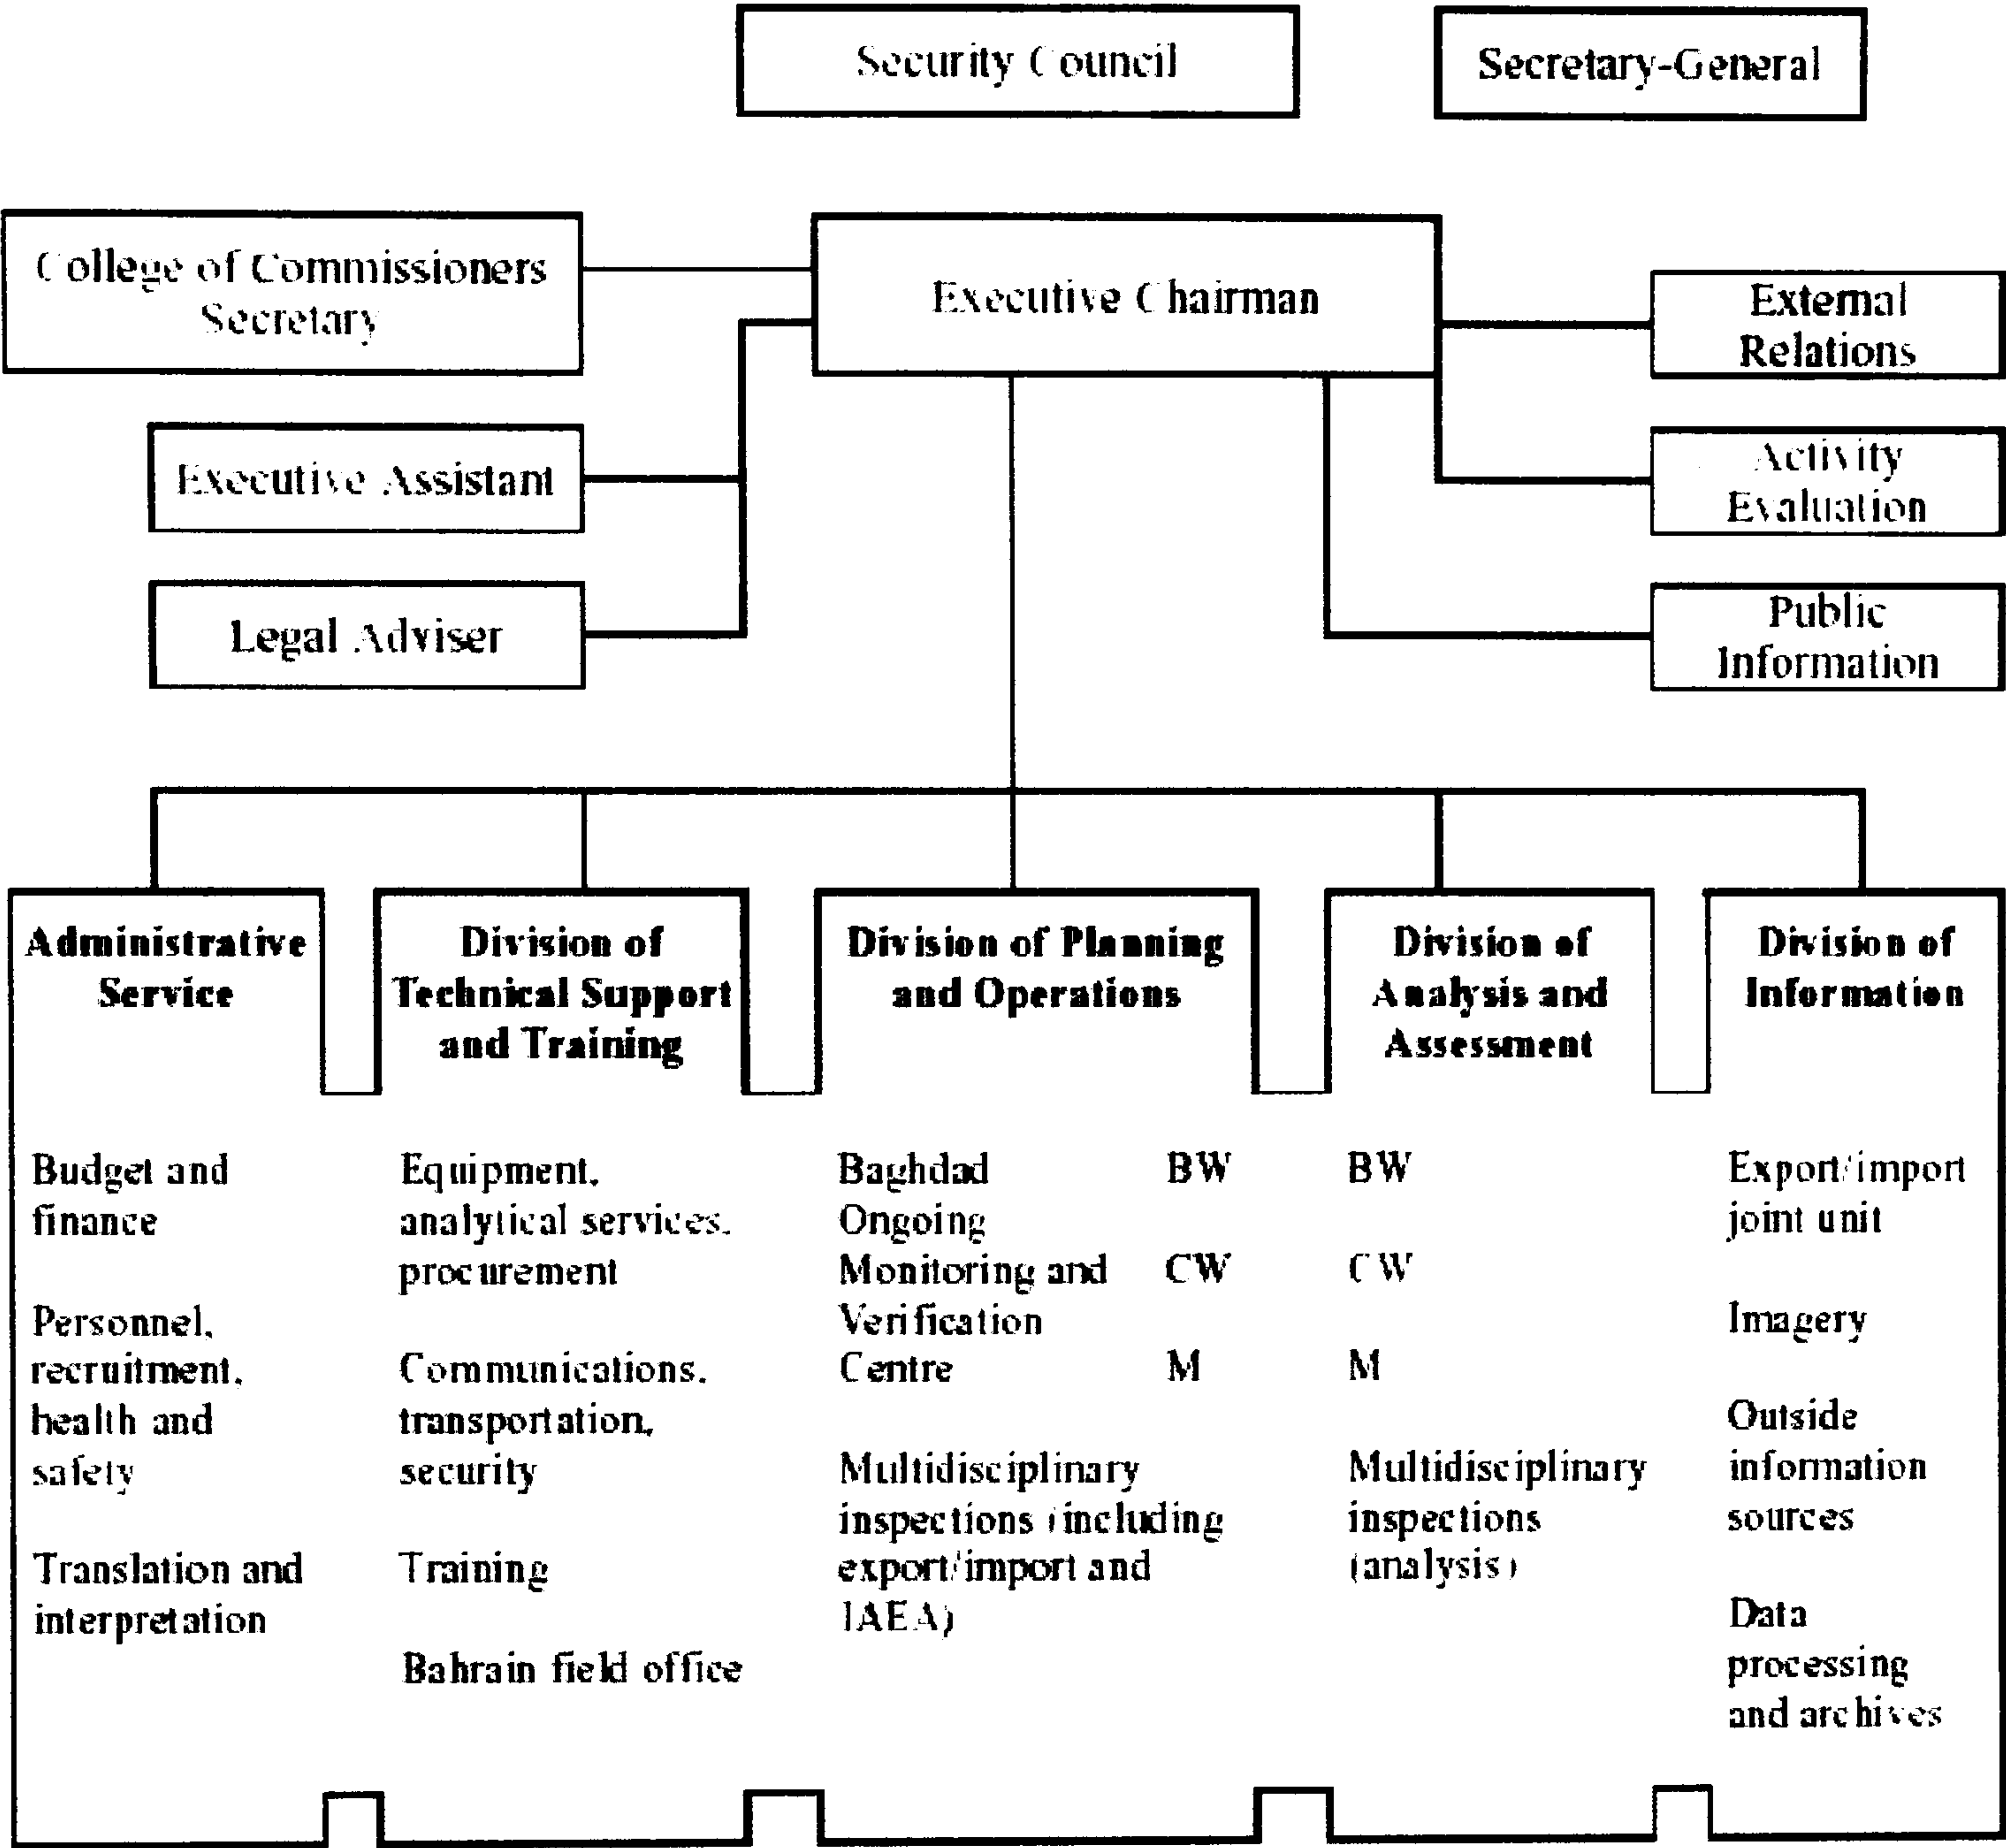 Security Council
Secretary-General
College of Commissioners
Secretary
Executive Chairman
External
Relations
Executive Assistant
Activity
Evaluation
Legal Adviser
Public
Information
Administrative
Service
Division of
Technical Support
and Training
Division of Planning
and Operations
Division of
Analysis and
Assessment
Division of
Information
Budget and
finance
Personnel,
recruitment,
health and
safety
Translation and
interpretation
Equipment,
analytical services,
procurement
Communications,
transportation,
security
Training
Bahrain field office
Baghdad
Ongoing
Monitoring and
Verification
Centre
BW
CW
M
Multidisciplinary
inspections (including
export/import and
IAEA)
BW
CW
M
Multidisciplinary
inspections
(analysis)
Export/import
joint unit
Imagery
Outside
information
sources
Data
processing
and archives